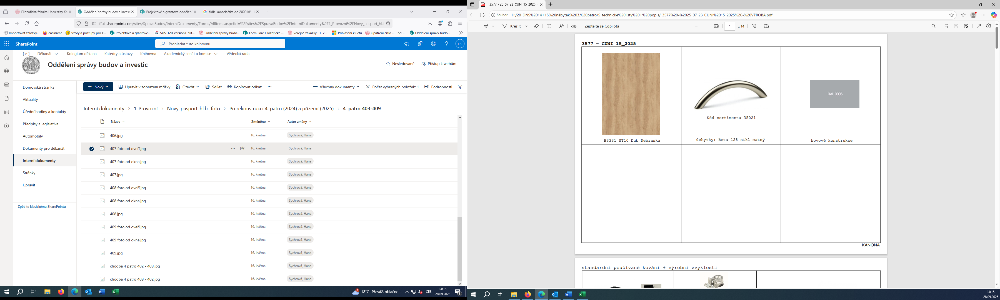 Filozofická fakulta Univerzity Ka
Oddělení správy budov a invest
Projektové a grantové oddělení
židle kancelářské do 2000 kč -
ffuk.sharepoint.com/sites/SpravaBudov/InterniDokumenty/Forms/AllItems.aspx?id=%2Fsites%2FSpravaBudov%2FInterniDokumenty%2F1_Provozní%2FNovy_pasport_hl.b
Importovat záložky...
Začínáme
Vzory a postupy pro z...
Projektové a grantové...
SUS-120-version1-akt...
Oddělení správy budo...
Formuláře Filozofické ...
Veřejné zakázky - E-Z...
Přihlášení k účtu
Opatření číslo ... - od-...
Oddělení správy budo...
SharePoint
Prohledat tuto knihovnu
HS
Děkanát
Kolegium děkana
Katedry a ústavy
Knihovna
Akademický senát a komise
Vědecká rada
Oddělení správy budov a investic
Nesledované
Přístup k webům
Domovská stránka
Aktuality
Úřední hodiny a kontakty
Předpisy a legislativa
Automobily
Dokumenty pro děkanát
Interní dokumenty
Stránky
Upravit
Zpět ke klasickému SharePointu
Nový
Upravit v zobrazení mřížky
Otevřít
Sdílet
Kopírovat odkaz
Všechny dokumenty
Počet vybraných položek: 1
Podrobnosti
Interní dokumenty > 1_Provozní > Novy_pasport_hl.b._foto > Po rekonstrukci 4. patro (2024) a přízemí (2025) > 4. patro 403-409
Název Změněno Autor změny
406.jpg 16. května Sychrová, Hana
407 foto od dveří.jpg 16. května Sychrová, Hana
407 foto od okna.jpg 16. května Sychrová, Hana
407.jpg 16. května Sychrová, Hana
408 foto od dveří.jpg 16. května Sychrová, Hana
408 foto od okna.jpg 16. května Sychrová, Hana
408.jpg 16. května Sychrová, Hana
409 foto od dveří.jpg 16. května Sychrová, Hana
409 foto od okna.jpg 16. května Sychrová, Hana
409.jpg 16. května Sychrová, Hana
chodba 4 patro 402 - 409.jpg 16. května Sychrová, Hana
chodba 4 patro 409 - 402.jpg 16. května Sychrová, Hana
2
18°C Převáž. oblačno
CES
14:15
28.09.2025
8
_3577 - 25_07_23_CUNI 15_2025
Soubor
H:/20_DNS%2014+15%20nábytek%203.%20patro/5_technicke%20listy%20+%20popis/_3577%20-%2025_07_23_CUNI%2015_2025%20-%20VÝROBA.pdf
Kreslit
Zeptejte se Copilota
1
z 14
3577 – CUNI 15_2025
H3331 ST10 Dub Nebraska
Kód sortimentu 35021
úchytky: Beta 128 nikl matný
RAL 9006
kovové konstrukce
KANONA
standardní používané kování + výrobní zvyklosti
14:15
28.09.2025